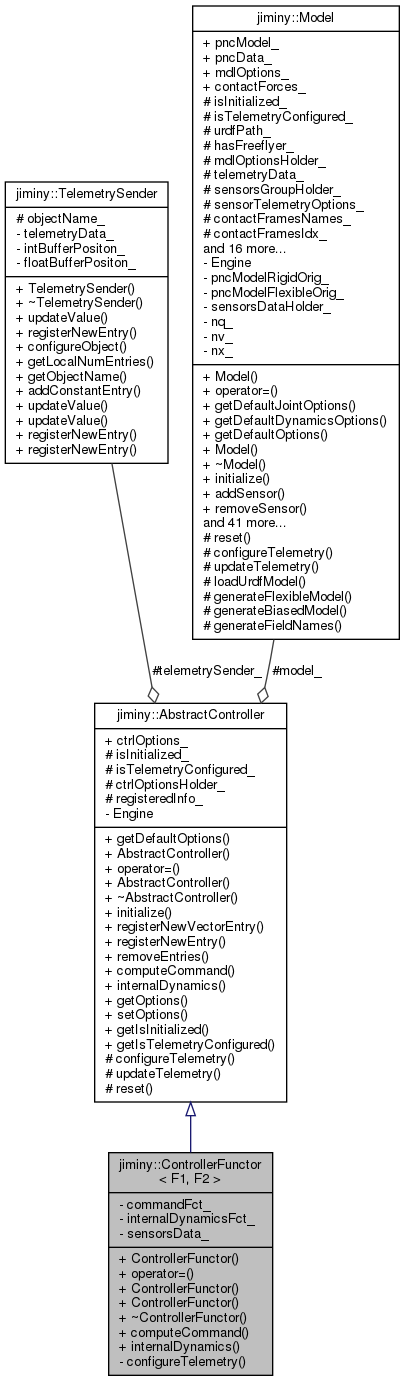 jiminy::Model
+ pncModel_
+ pncData_
+ mdlOptions_
+ contactForces_
# isInitialized_
# isTelemetryConfigured_
# urdfPath_
# hasFreeflyer_
# mdlOptionsHolder_
# telemetryData_
# sensorsGroupHolder_
# sensorTelemetryOptions_
# contactFramesNames_
# contactFramesIdx_
and 16 more...
- Engine
- pncModelRigidOrig_
- pncModelFlexibleOrig_
- sensorsDataHolder_
- nq_
- nv_
- nx_
+ Model()
+ operator=()
+ getDefaultJointOptions()
+ getDefaultDynamicsOptions()
+ getDefaultOptions()
+ Model()
+ ~Model()
+ initialize()
+ addSensor()
+ removeSensor()
and 41 more...
# reset()
# configureTelemetry()
# updateTelemetry()
# loadUrdfModel()
# generateFlexibleModel()
# generateBiasedModel()
# generateFieldNames()
jiminy::TelemetrySender
# objectName_
- telemetryData_
- intBufferPositon_
- floatBufferPositon_
+ TelemetrySender()
+ ~TelemetrySender()
+ updateValue()
+ registerNewEntry()
+ configureObject()
+ getLocalNumEntries()
+ getObjectName()
+ addConstantEntry()
+ updateValue()
+ updateValue()
+ registerNewEntry()
+ registerNewEntry()
#telemetrySender_
#model_
jiminy::AbstractController
+ ctrlOptions_
# isInitialized_
# isTelemetryConfigured_
# ctrlOptionsHolder_
# registeredInfo_
- Engine
+ getDefaultOptions()
+ AbstractController()
+ operator=()
+ AbstractController()
+ ~AbstractController()
+ initialize()
+ registerNewVectorEntry()
+ registerNewEntry()
+ removeEntries()
+ computeCommand()
+ internalDynamics()
+ getOptions()
+ setOptions()
+ getIsInitialized()
+ getIsTelemetryConfigured()
# configureTelemetry()
# updateTelemetry()
# reset()
jiminy::ControllerFunctor
< F1, F2 >
- commandFct_
- internalDynamicsFct_
- sensorsData_
+ ControllerFunctor()
+ operator=()
+ ControllerFunctor()
+ ControllerFunctor()
+ ~ControllerFunctor()
+ computeCommand()
+ internalDynamics()
- configureTelemetry()